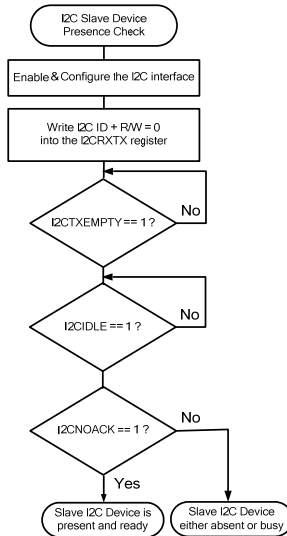 I2C Slave Device
Presence Check
Enable & Configure the I2C interface
Write I2C ID + R/W = 0
into the I2CRXTX register
I2CTXEMPTY == 1 ?
No
I2CIDLE == 1 ?
No
I2CNOACK == 1 ?
No
Yes
Slave I2C Device is
present and ready
Slave I2C Device
either absent or busy